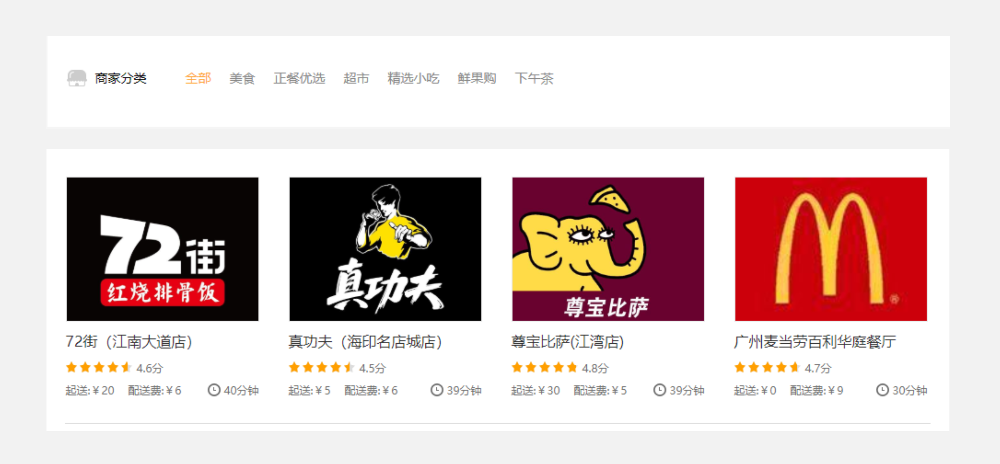 商家分类 全部 美食 正餐优选 超市 精选小吃 鲜果购 下午茶
72街
红烧排骨饭
真功夫
尊宝比萨
72街（江南大道店） 真功夫（海印名店城店） 尊宝比萨(江湾店) 广州麦当劳百利华庭餐厅
4.6分 4.5分 4.8分 4.7分
起送:¥20 配送费:¥6 40分钟 起送:¥5 配送费:¥6 39分钟 起送:¥30 配送费:¥5 39分钟 起送:¥0 配送费:¥9 30分钟